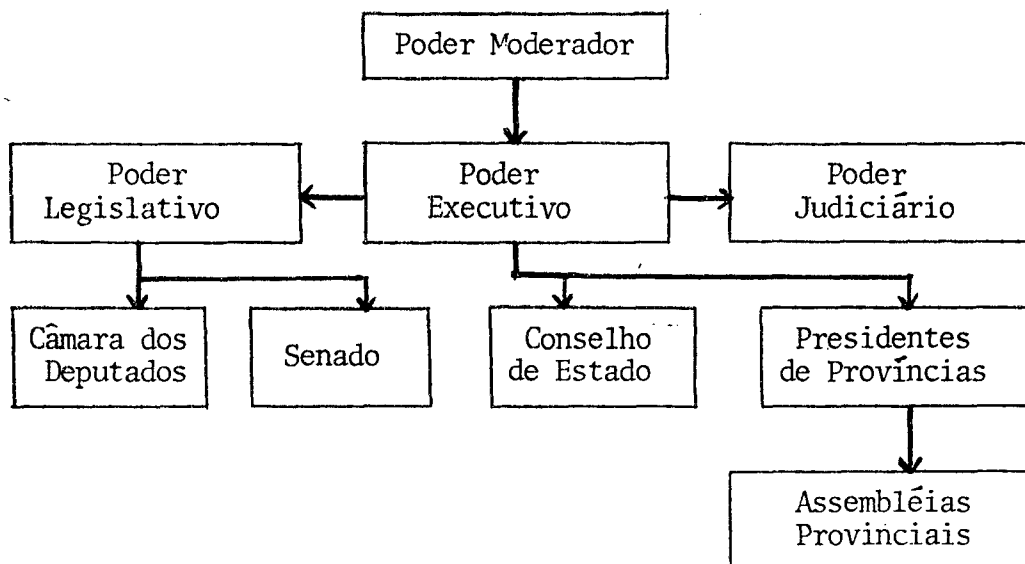 Poder Moderador
Poder
Legislativo
Poder
Executivo
Poder
Judiciário
Câmara dos
Deputados
Senado
Conselho
de Estado
Presidentes
de Províncias
Assembléias
Provinciais